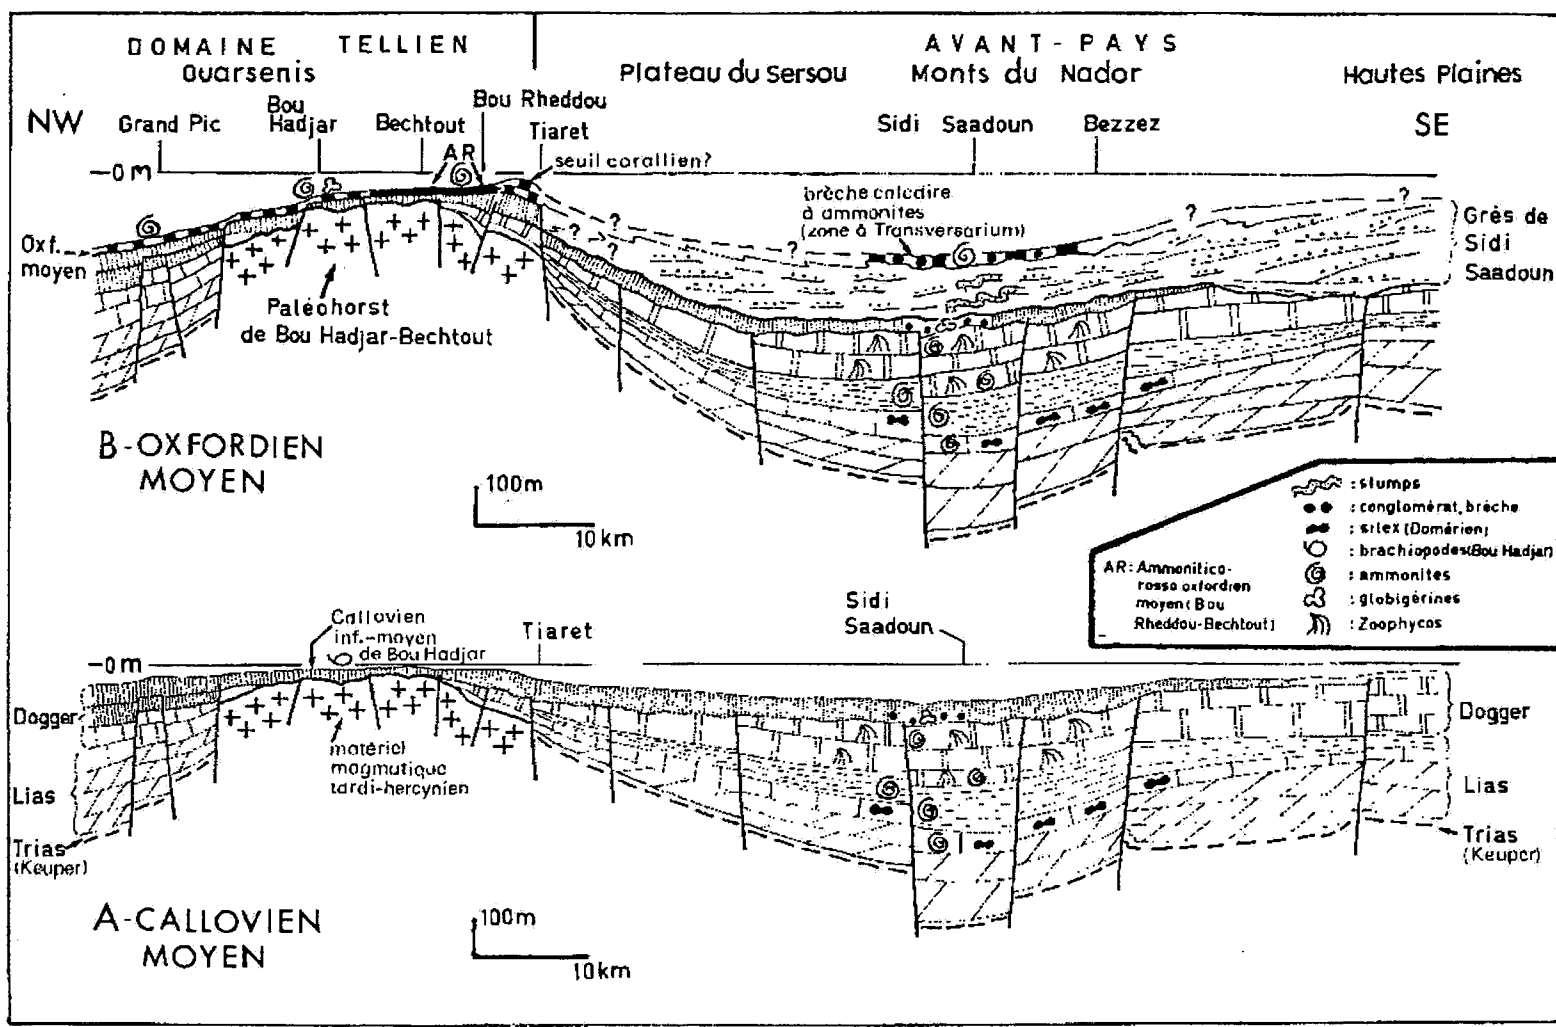 DOMAINE TELLIEN
AVANT-PAYS
Ouarsenis
Plateau du Sersou
Monts du Nador
Hautes Plaines
NW
Grand Pic
Bou
Hadjar
Bechtout
Bou Rheddou
Tiaret
Sidi Saadoun
Bezzez
SE
—0 m
AR
seuil corallien?
brèche calcaire
à ammonites
(zone à Transversarium)
?
?
?
?
?
?
Grès de
Sidi
Saadoun
Oxf.
moyen
Paléohorst
de Bou Hadjar-Bechtout
B-OXFORDIEN
MOYEN
100m
10 km
: slumps
: conglomérat, brèche
: silex (Domérien)
: brachiopodes (Bou Hadjar)
: ammonites
: globigérines
: Zoophycos
AR: Ammonitico-
rosso oxfordien
moyen (Bou
Rheddou-Bechtout)
Callovien
inf.-moyen
de Bou Hadjar
Tiaret
Sidi
Saadoun
—0 m
Dogger
Lias
Trias
(Keuper)
matériel
magmatique
tardi-hercynien
Dogger
Lias
Trias
(Keuper)
A-CALLOVIEN
MOYEN
100m
10km